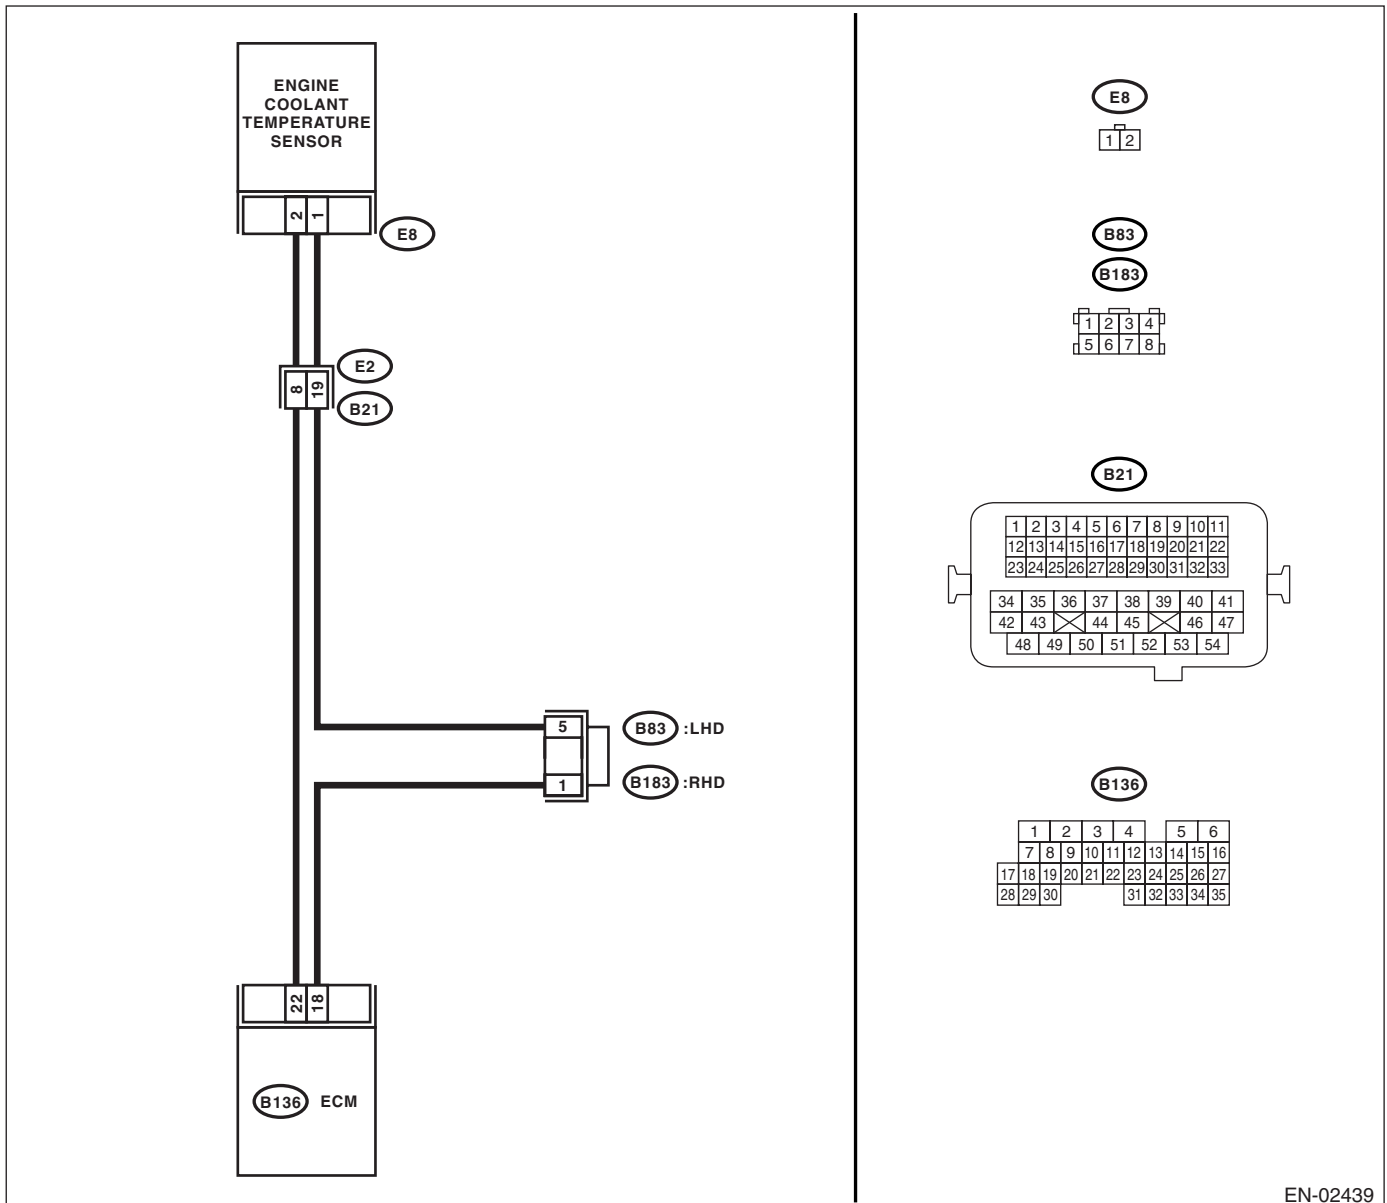 ENGINE
COOLANT
TEMPERATURE
SENSOR
2 1
E8
E2
8 19
B21
5
B83 :LHD
1
B183 :RHD
22 18
B136 ECM
E8
1 2
B83
B183
1 2 3 4
5 6 7 8
B21
1 2 3 4 5 6 7 8 9 10 11
12 13 14 15 16 17 18 19 20 21 22
23 24 25 26 27 28 29 30 31 32 33
34 35 36 37 38 39 40 41
42 43 44 45 46 47
48 49 50 51 52 53 54
B136
1 2 3 4 5 6
7 8 9 10 11 12 13 14 15 16
17 18 19 20 21 22 23 24 25 26 27
28 29 30 31 32 33 34 35
EN-02439